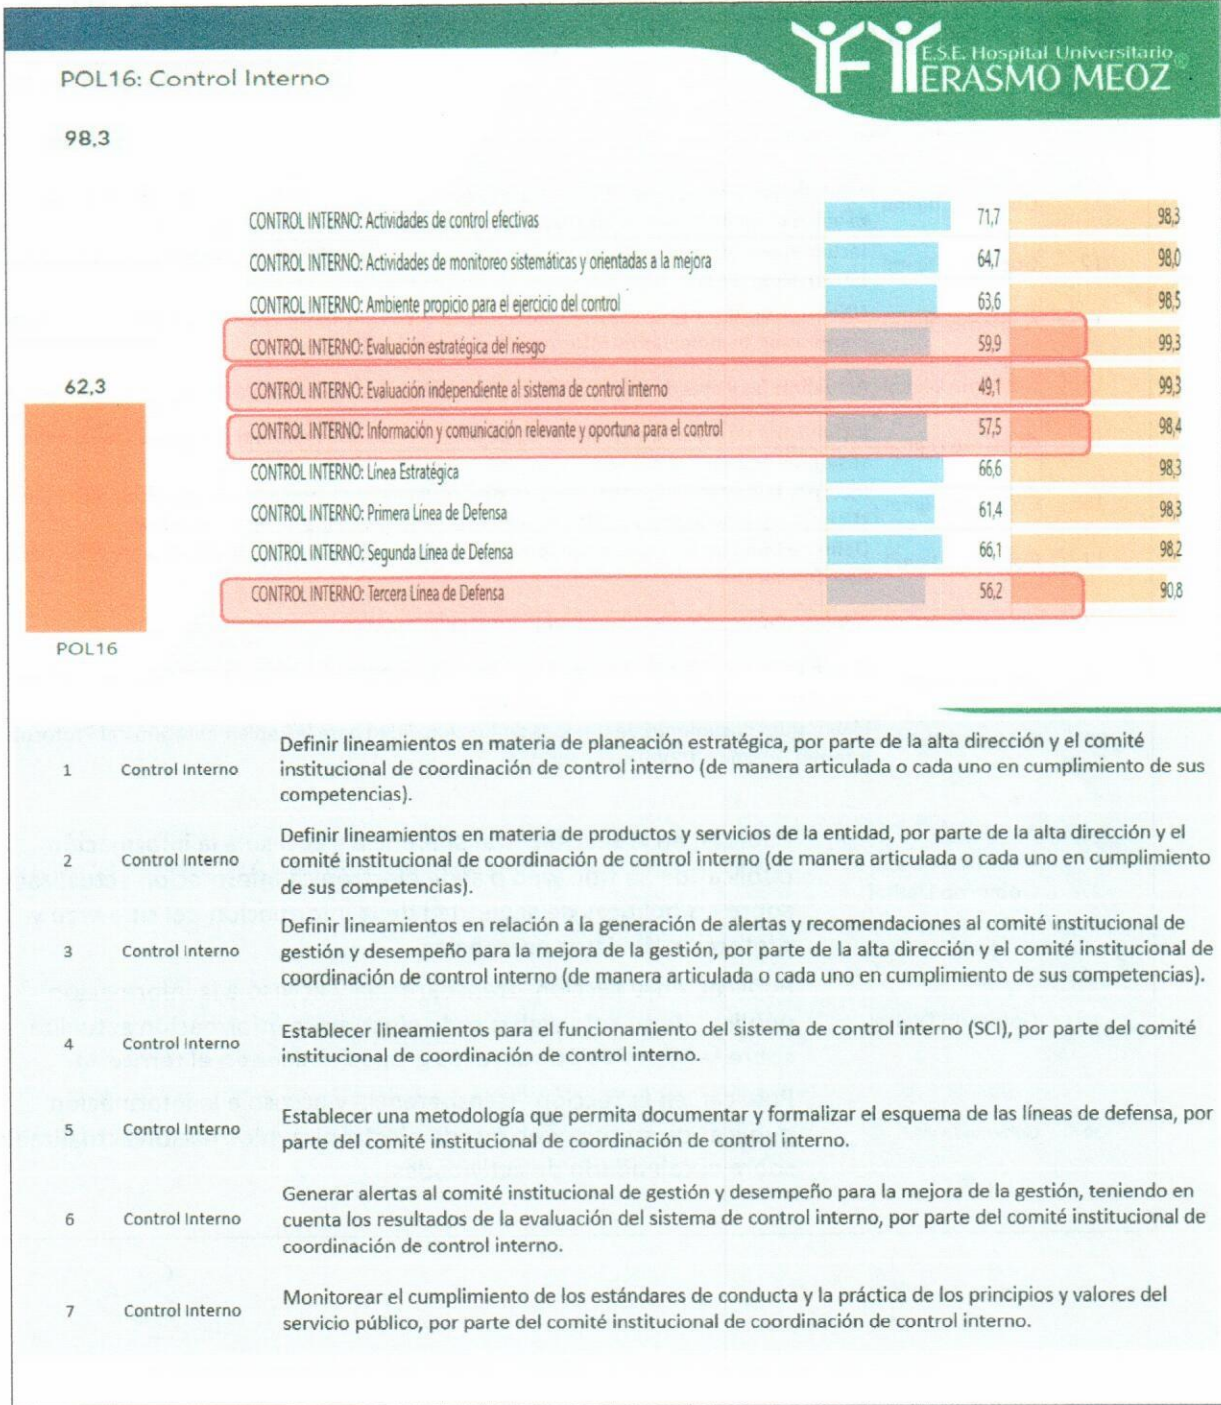 E.S.E. Hospital Universitario
ERASMO MEOZ
POL16: Control Interno
98,3
CONTROL INTERNO: Actividades de control efectivas 71,7 98,3
CONTROL INTERNO: Actividades de monitoreo sistemáticas y orientadas a la mejora 64,7 98,0
CONTROL INTERNO: Ambiente propicio para el ejercicio del control 63,6 98,5
CONTROL INTERNO: Evaluación estratégica del riesgo 59,9 99,3
62,3
CONTROL INTERNO: Evaluación independiente al sistema de control interno 49,1 99,3
CONTROL INTERNO: Información y comunicación relevante y oportuna para el control 57,5 98,4
CONTROL INTERNO: Línea Estratégica 66,6 98,3
CONTROL INTERNO: Primera Línea de Defensa 61,4 98,3
CONTROL INTERNO: Segunda Línea de Defensa 66,1 98,2
CONTROL INTERNO: Tercera Línea de Defensa 56,2 90,8
POL16
Definir lineamientos en materia de planeación estratégica, por parte de la alta dirección y el comité
1 Control Interno institucional de coordinación de control interno (de manera articulada o cada uno en cumplimiento de sus
competencias).
Definir lineamientos en materia de productos y servicios de la entidad, por parte de la alta dirección y el
2 Control Interno comité institucional de coordinación de control interno (de manera articulada o cada uno en cumplimiento
de sus competencias).
Definir lineamientos en relación a la generación de alertas y recomendaciones al comité institucional de
3 Control Interno gestión y desempeño para la mejora de la gestión, por parte de la alta dirección y el comité institucional de
coordinación de control interno (de manera articulada o cada uno en cumplimiento de sus competencias).
4 Control Interno Establecer lineamientos para el funcionamiento del sistema de control interno (SCI), por parte del comité
institucional de coordinación de control interno.
5 Control Interno Establecer una metodología que permita documentar y formalizar el esquema de las líneas de defensa, por
parte del comité institucional de coordinación de control interno.
Generar alertas al comité institucional de gestión y desempeño para la mejora de la gestión, teniendo en
6 Control Interno cuenta los resultados de la evaluación del sistema de control interno, por parte del comité institucional de
coordinación de control interno.
7 Control Interno Monitorear el cumplimiento de los estándares de conducta y la práctica de los principios y valores del
servicio público, por parte del comité institucional de coordinación de control interno.